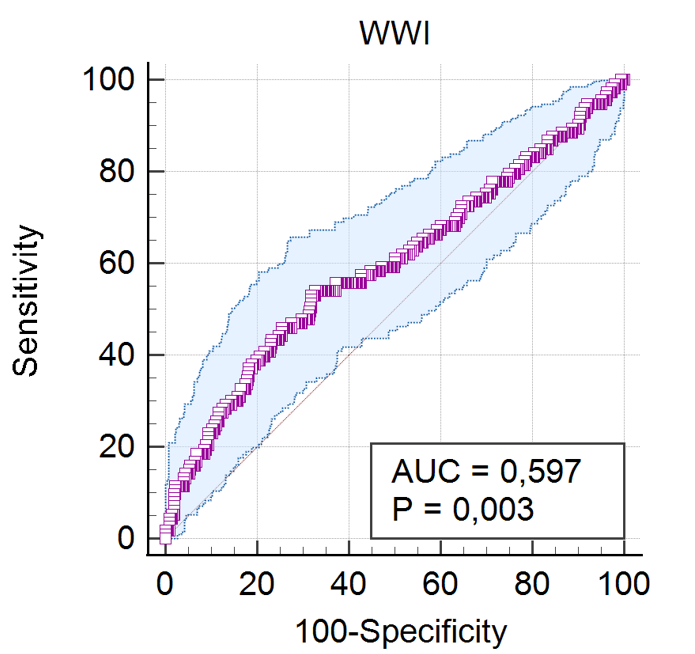 WWI
100
80
60
40
20
0
Sensitivity
AUC = 0,597
P = 0,003
0 20 40 60 80 100
100-Specificity